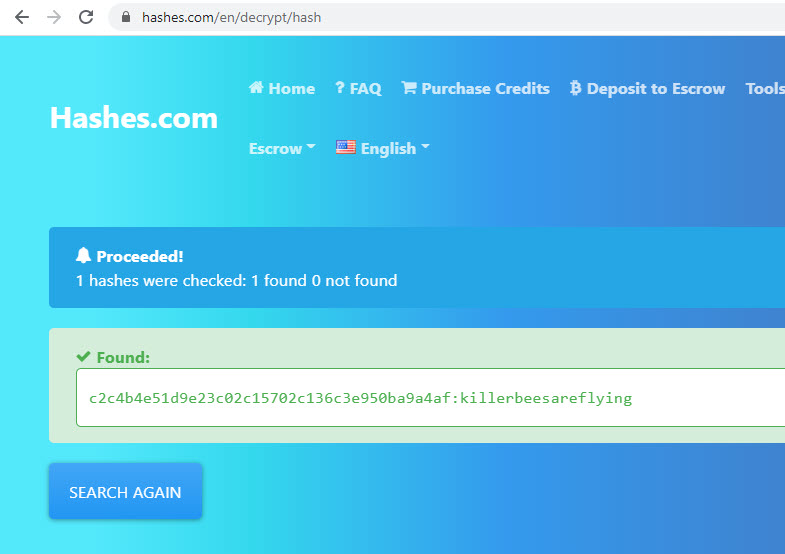 hashes.com/en/decrypt/hash
Hashes.com
Home ? FAQ Purchase Credits Deposit to Escrow Tools
Escrow English
Proceeded!
1 hashes were checked: 1 found 0 not found
Found:
c2c4b4e51d9e23c02c15702c136c3e950ba9a4af:killerbeesareflying
SEARCH AGAIN